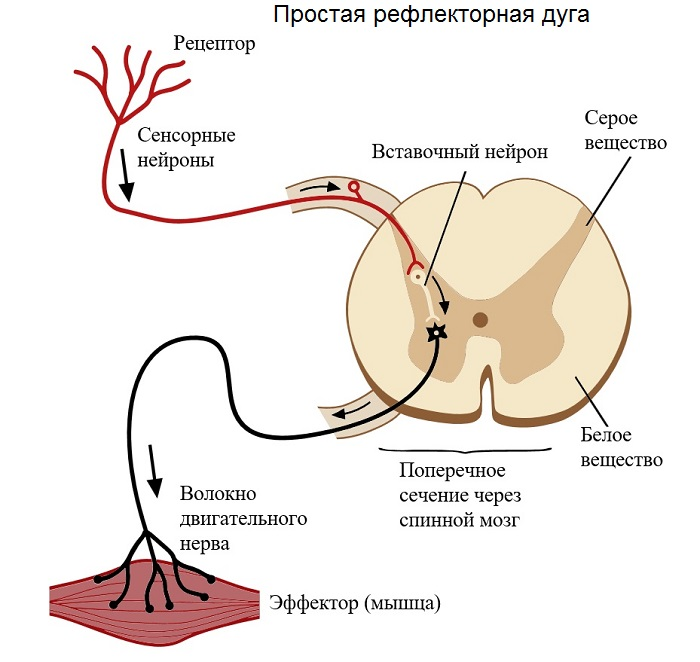 Простая рефлекторная дуга
Рецептор
Сенсорные
нейроны
Вставочный нейрон
Серое
вещество
Белое
вещество
Поперечное
сечение через
спинной мозг
Волокно
двигательного
нерва
Эффектор (мышца)